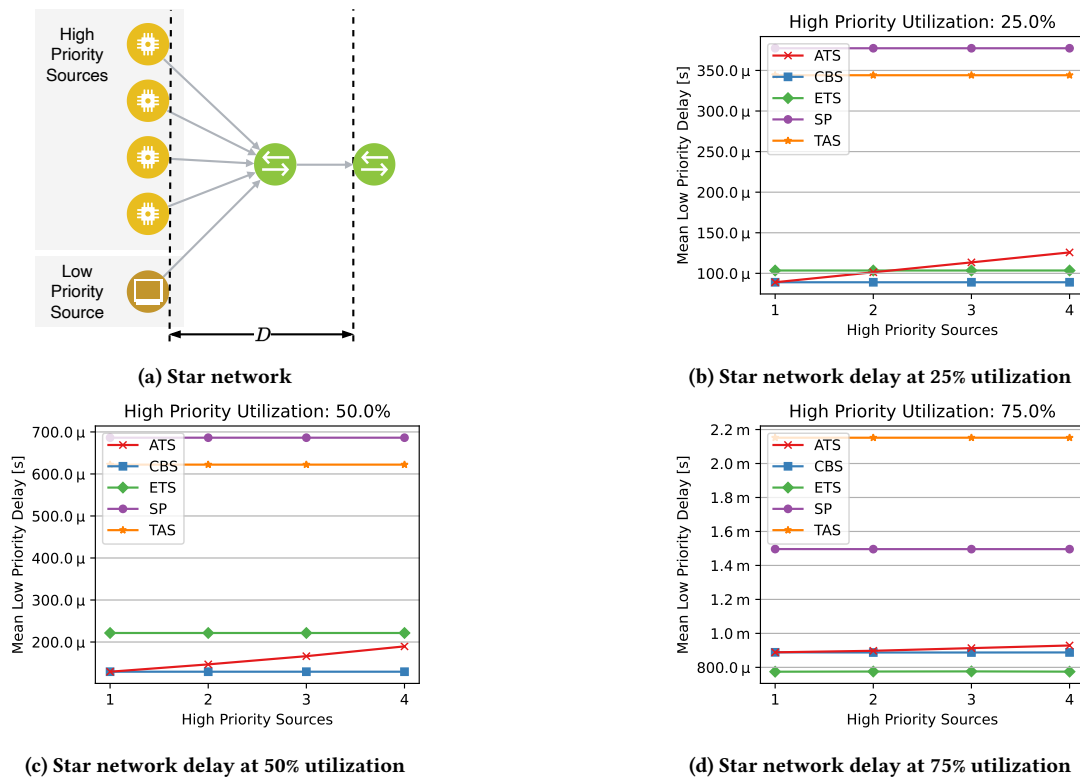 High
Priority
Sources
Low
Priority
Source
D
(a) Star network
High Priority Utilization: 25.0%
Mean Low Priority Delay [s]
350.0 µ
300.0 µ
250.0 µ
200.0 µ
150.0 µ
100.0 µ
ATS
CBS
ETS
SP
TAS
1 2 3 4
High Priority Sources
(b) Star network delay at 25% utilization
High Priority Utilization: 50.0%
Mean Low Priority Delay [s]
700.0 µ
600.0 µ
500.0 µ
400.0 µ
300.0 µ
200.0 µ
ATS
CBS
ETS
SP
TAS
1 2 3 4
High Priority Sources
(c) Star network delay at 50% utilization
High Priority Utilization: 75.0%
Mean Low Priority Delay [s]
2.2 m
2.0 m
1.8 m
1.6 m
1.4 m
1.2 m
1.0 m
800.0 µ
ATS
CBS
ETS
SP
TAS
1 2 3 4
High Priority Sources
(d) Star network delay at 75% utilization